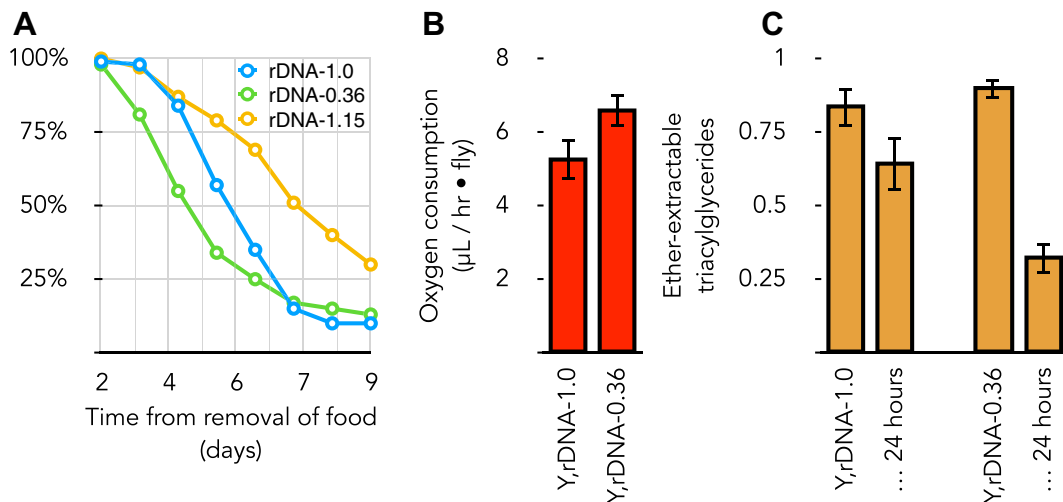 A
100%
75%
50%
25%
rDNA-1.0
rDNA-0.36
rDNA-1.15
2 4 6 7 9
Time from removal of food
(days)
B
Oxygen consumption
(µL / hr • fly)
8
6
4
2
Y,rDNA-1.0
Y,rDNA-0.36
C
Ether-extractable
triacylglycerides
1
0.75
0.5
0.25
Y,rDNA-1.0
... 24 hours
Y,rDNA-0.36
... 24 hours